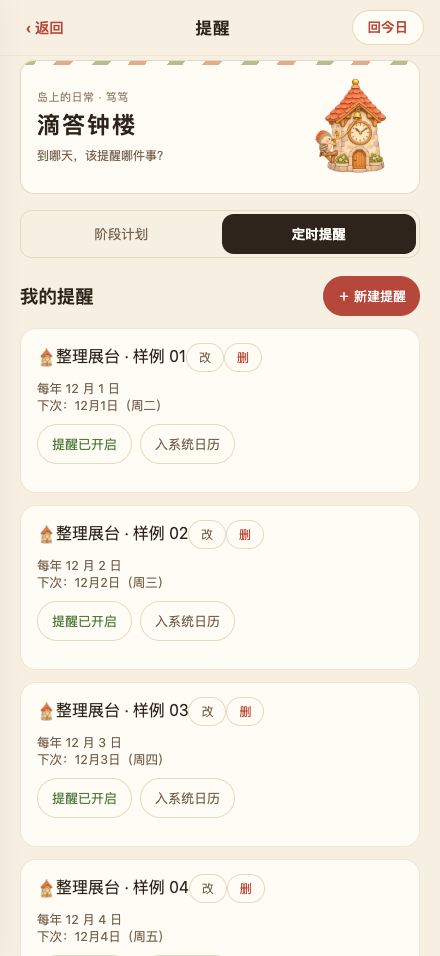 ‹ 返回
提醒
回今日
岛上的日常 · 笃笃
滴答钟楼
到哪天，该提醒哪件事?
阶段计划
定时提醒
我的提醒
+ 新建提醒
整理展台 · 样例 01
改
删
每年 12 月 1 日
下次：12月1日（周二）
提醒已开启
入系统日历
整理展台 · 样例 02
改
删
每年 12 月 2 日
下次：12月2日（周三）
提醒已开启
入系统日历
整理展台 · 样例 03
改
删
每年 12 月 3 日
下次：12月3日（周四）
提醒已开启
入系统日历
整理展台 · 样例 04
改
删
每年 12 月 4 日
下次：12月4日（周五）